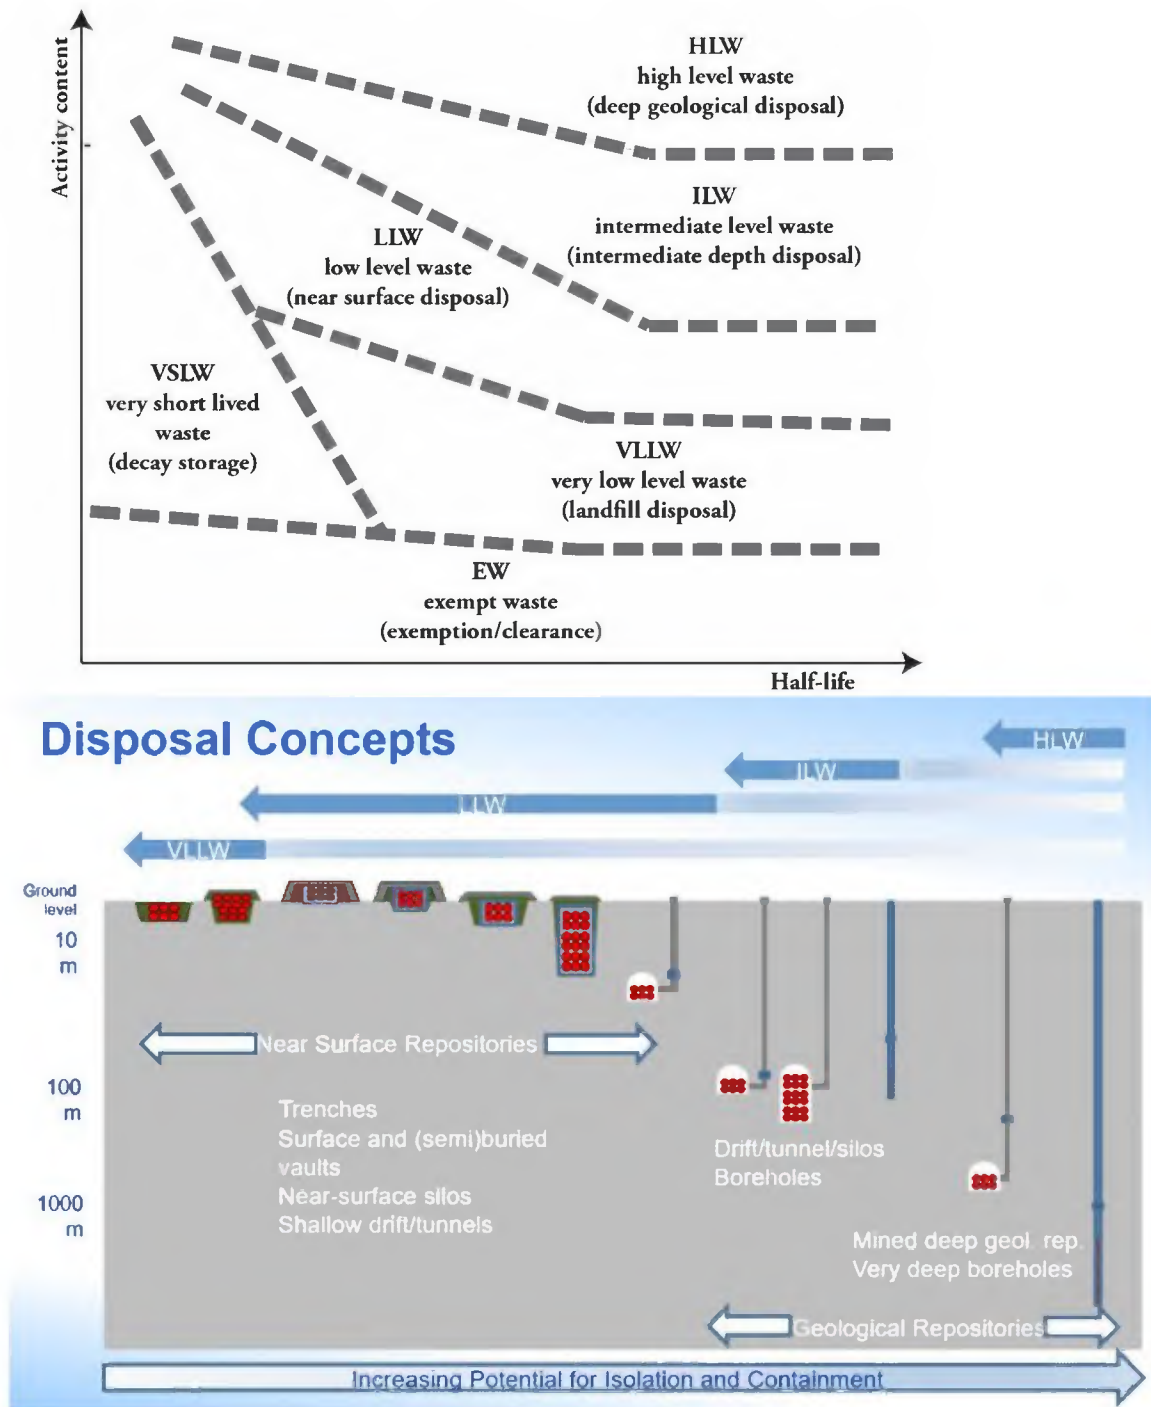 Activity content
HLW
high level waste
(deep geological disposal)
ILW
intermediate level waste
(intermediate depth disposal)
LLW
low level waste
(near surface disposal)
VSLW
very short lived
waste
(decay storage)
VLLW
very low level waste
(landfill disposal)
EW
exempt waste
(exemption/clearance)
Half-life
Disposal Concepts
HLW
ILW
LLW
VLLW
Ground
level
10
m
100
m
1000
m
Near Surface Repositories
Trenches
Surface and (semi)buried
vaults
Near-surface silos
Shallow drift/tunnels
Drift/tunnel/silos
Boreholes
Mined deep geol. rep.
Very deep boreholes
Geological Repositories
Increasing Potential for Isolation and Containment